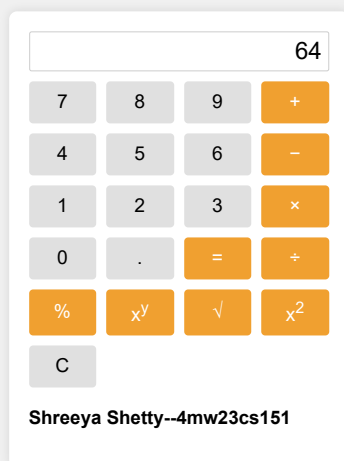 64
7 8 9 +
4 5 6 −
1 2 3 ×
0 . = ÷
% xʸ √ x²
C
Shreeya Shetty--4mw23cs151